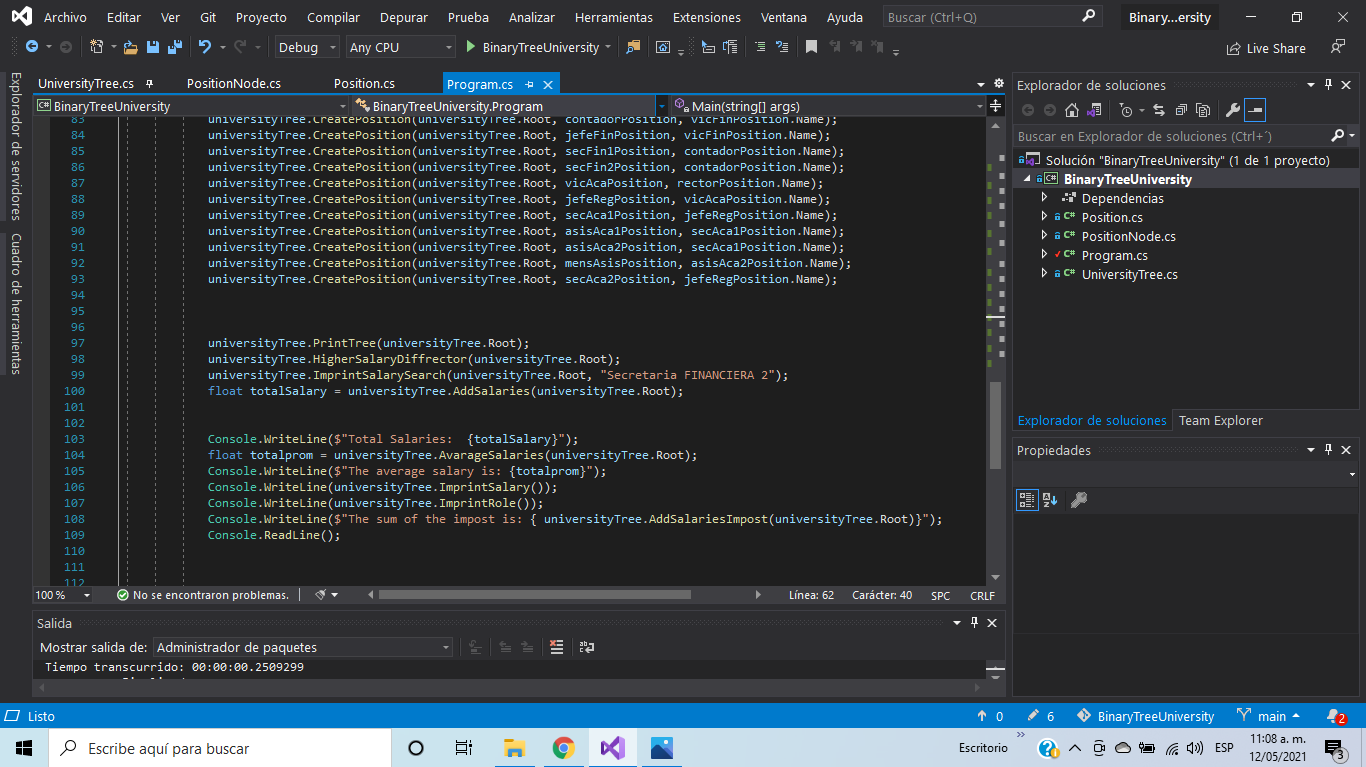 Archivo Editar Ver Git Proyecto Compilar Depurar Prueba Analizar Herramientas Extensiones Ventana Ayuda Buscar (Ctrl+Q) Binary...ersity
Debug Any CPU BinaryTreeUniversity Live Share
Explorador de servidores
Cuadro de herramientas
UniversityTree.cs PositionNode.cs Position.cs Program.cs
BinaryTreeUniversity BinaryTreeUniversity.Program Main(string[] args)
83 universityTree.CreatePosition(universityTree.Root, contadorPosition, vicFinPosition.Name);
84 universityTree.CreatePosition(universityTree.Root, jefeFinPosition, vicFinPosition.Name);
85 universityTree.CreatePosition(universityTree.Root, secFin1Position, contadorPosition.Name);
86 universityTree.CreatePosition(universityTree.Root, secFin2Position, contadorPosition.Name);
87 universityTree.CreatePosition(universityTree.Root, vicAcaPosition, rectorPosition.Name);
88 universityTree.CreatePosition(universityTree.Root, jefeRegPosition, vicAcaPosition.Name);
89 universityTree.CreatePosition(universityTree.Root, secAca1Position, jefeRegPosition.Name);
90 universityTree.CreatePosition(universityTree.Root, asisAca1Position, secAca1Position.Name);
91 universityTree.CreatePosition(universityTree.Root, asisAca2Position, secAca1Position.Name);
92 universityTree.CreatePosition(universityTree.Root, mensAsisPosition, asisAca2Position.Name);
93 universityTree.CreatePosition(universityTree.Root, secAca2Position, jefeRegPosition.Name);
94
95
96
97 universityTree.PrintTree(universityTree.Root);
98 universityTree.HigherSalaryDiffrector(universityTree.Root);
99 universityTree.ImprintSalarySearch(universityTree.Root, "Secretaria FINANCIERA 2");
100 float totalSalary = universityTree.AddSalaries(universityTree.Root);
101
102
103 Console.WriteLine($"Total Salaries:  {totalSalary}");
104 float totalprom = universityTree.AvarageSalaries(universityTree.Root);
105 Console.WriteLine($"The average salary is: {totalprom}");
106 Console.WriteLine(universityTree.ImprintSalary());
107 Console.WriteLine(universityTree.ImprintRole());
108 Console.WriteLine($"The sum of the impost is: { universityTree.AddSalariesImpost(universityTree.Root)}");
109 Console.ReadLine();
110
111
112
100 % No se encontraron problemas. Línea: 62 Carácter: 40 SPC CRLF
Salida
Mostrar salida de: Administrador de paquetes
Tiempo transcurrido: 00:00:00.2509299
Explorador de soluciones
Buscar en Explorador de soluciones (Ctrl+´)
Solución "BinaryTreeUniversity" (1 de 1 proyecto)
BinaryTreeUniversity
Dependencias
C# Position.cs
C# PositionNode.cs
C# Program.cs
C# UniversityTree.cs
Explorador de soluciones Team Explorer
Propiedades
Listo 0 6 BinaryTreeUniversity main 2
Escribe aquí para buscar Escritorio ESP 11:08 a. m.
12/05/2021 3